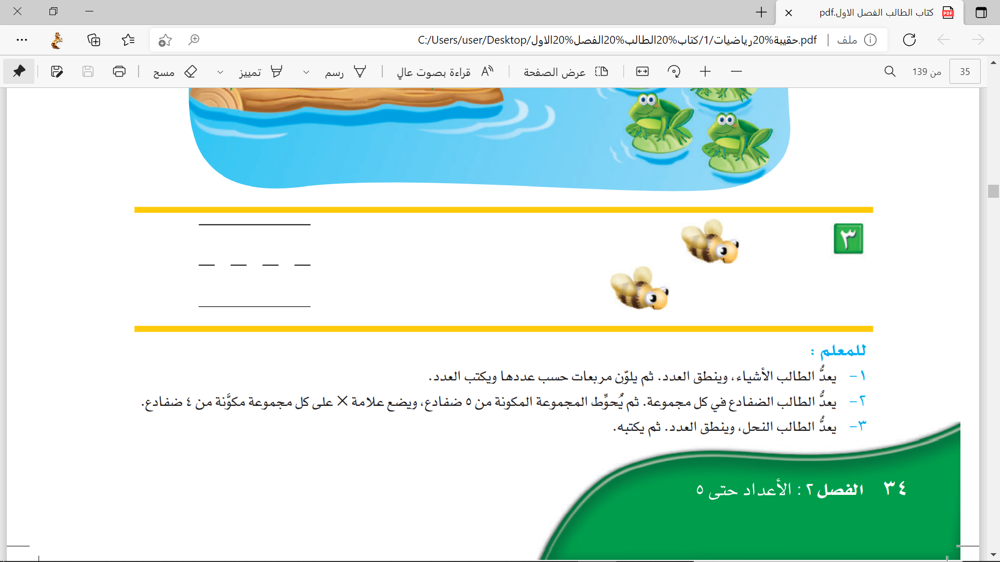 كتاب الطالب الفصل الاول.pdf
ملف
C:/Users/user/Desktop/حقيبة%20رياضيات/1/كتاب%20الطالب%20الفصل%20الاول.pdf
35 من 139
عرض الصفحة
قراءة بصوت عالٍ
رسم
تمييز
مسح
٣
للمعلم :
١- يعدُّ الطالب الأشياء، وينطق العدد. ثم يلوّن مربعات حسب عددها ويكتب العدد.
٢- يعدُّ الطالب الضفادع في كل مجموعة. ثم يُحوِّط المجموعة المكونة من ٥ ضفادع، ويضع علامة × على كل مجموعة مكوَّنة من ٤ ضفادع.
٣- يعدُّ الطالب النحل، وينطق العدد. ثم يكتبه.
٣٤ الفصل ٢ : الأعداد حتى ٥